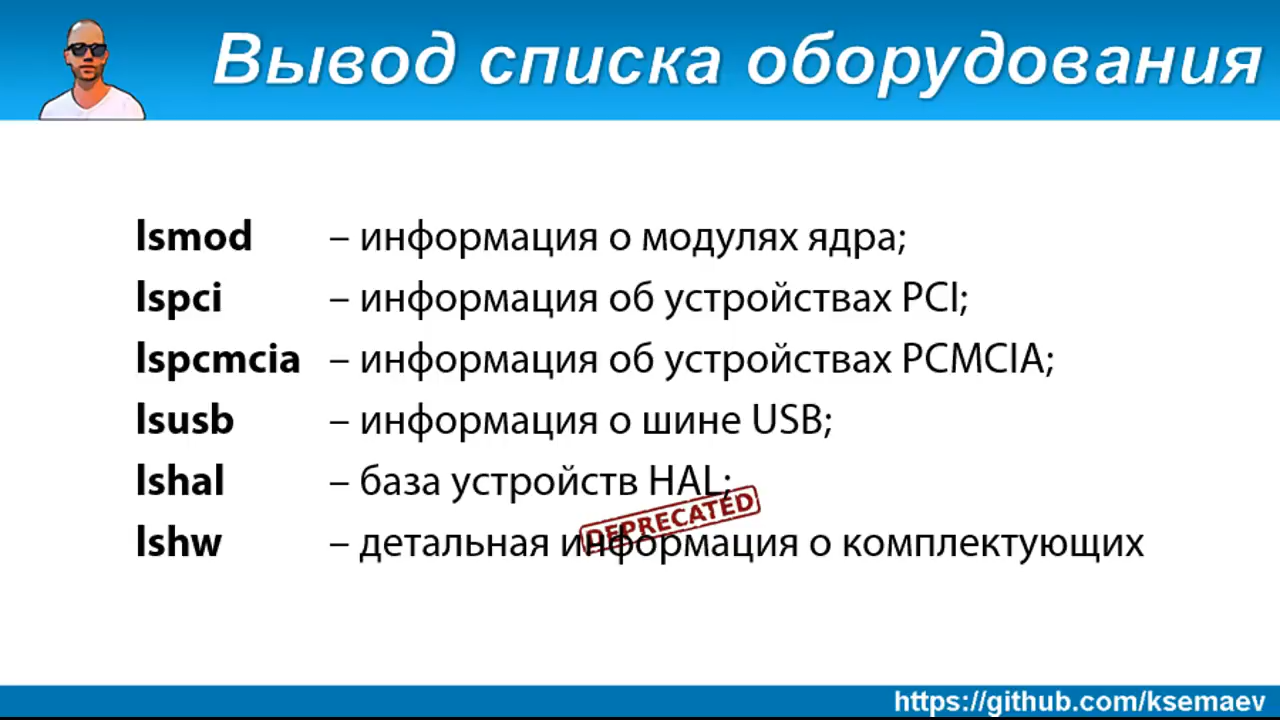 Вывод списка оборудования
lsmod – информация о модулях ядра;
lspci – информация об устройствах PCI;
lspcmcia – информация об устройствах PCMCIA;
lsusb – информация о шине USB;
lshal – база устройств HAL;
DEPRECATED
lshw – детальная информация о комплектующих
https://github.com/ksemaev